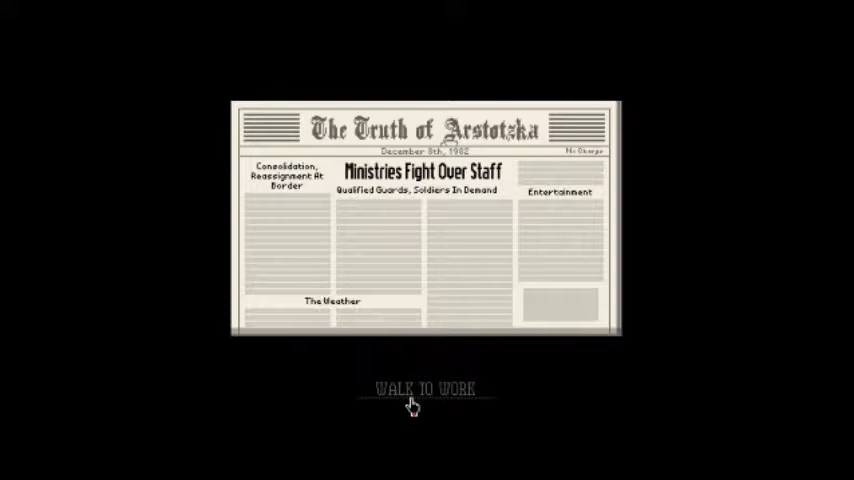 The Truth of Arstotzka
December 8th, 1982
No Charge
Consolidation,
Reassignment At
Border
Ministries Fight Over Staff
Qualified Guards, Soldiers In Demand
Entertainment
The Weather
WALK TO WORK